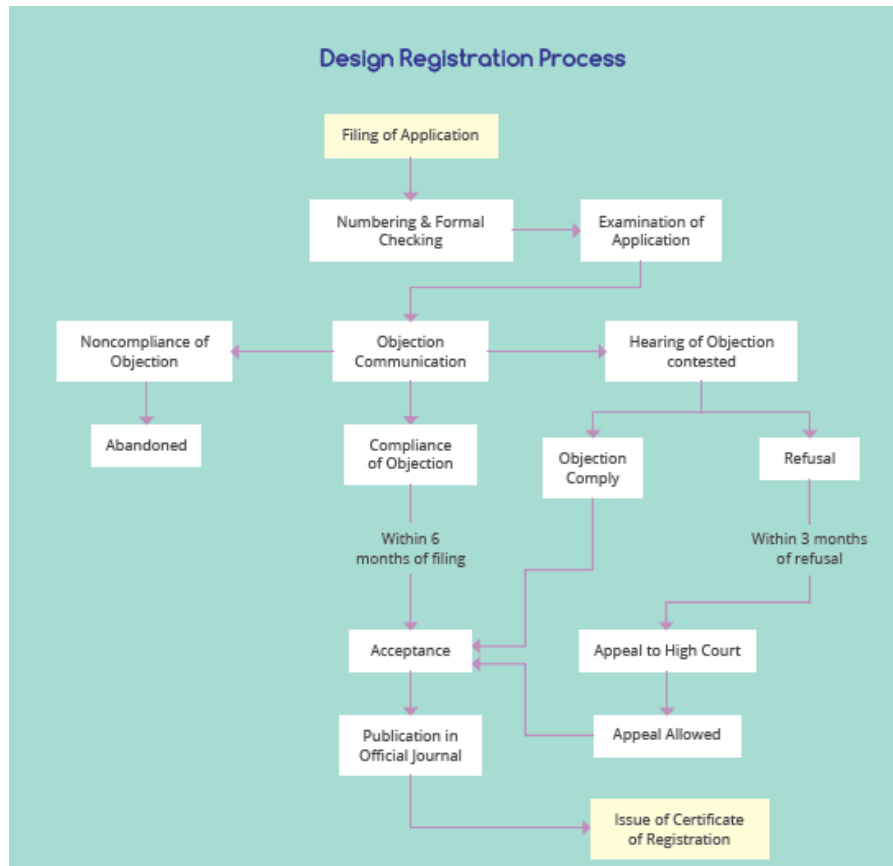 Design Registration Process
Filing of Application
Numbering & Formal
Checking
Examination of
Application
Noncompliance of
Objection
Objection
Communication
Hearing of Objection
contested
Abandoned
Compliance
of Objection
Objection
Comply
Refusal
Within 6
months of filing
Within 3 months
of refusal
Acceptance
Appeal to High Court
Publication in
Official Journal
Appeal Allowed
Issue of Certificate
of Registration